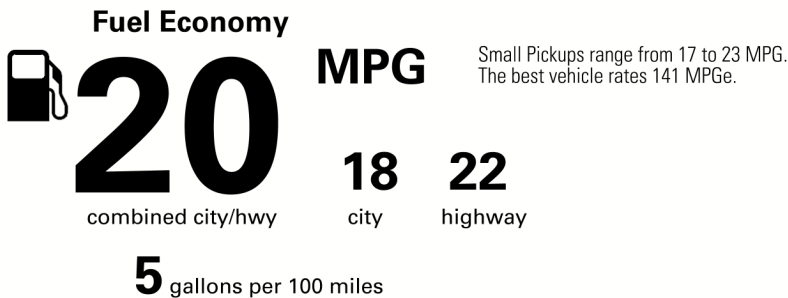 Fuel Economy
20
MPG
Small Pickups range from 17 to 23 MPG.
The best vehicle rates 141 MPGe.
combined city/hwy
18
city
22
highway
5 gallons per 100 miles